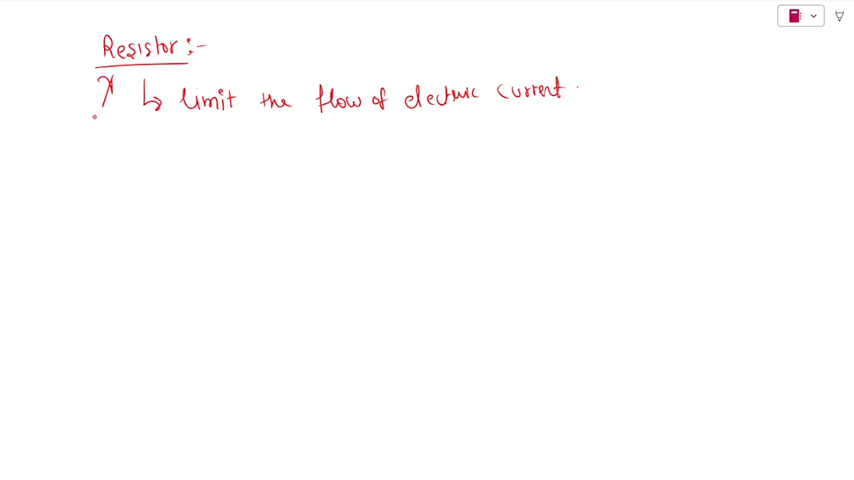 Resistor :-
↳ limit the flow of electric current.